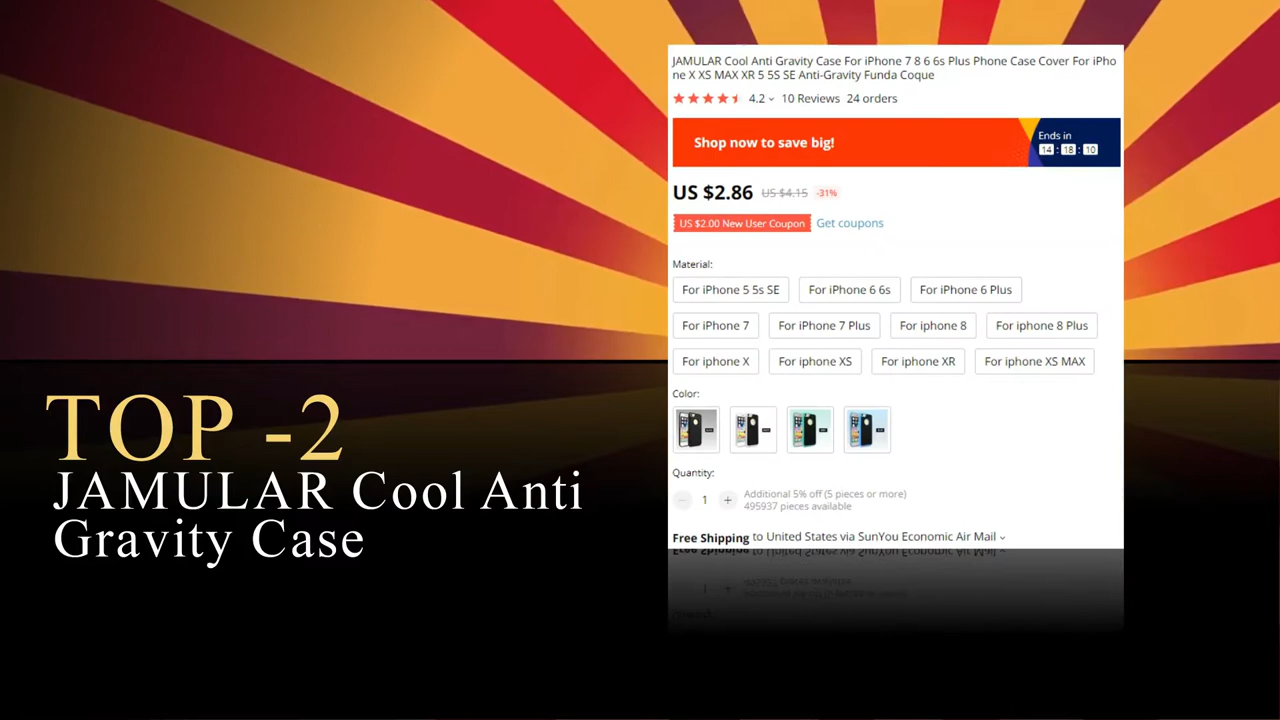 JAMULAR Cool Anti Gravity Case For iPhone 7 8 6 6s Plus Phone Case Cover For iPho
ne X XS MAX XR 5 5S SE Anti-Gravity Funda Coque
4.2 10 Reviews 24 orders
Shop now to save big!
Ends in
14 : 18 : 10
US $2.86 US $4.15 -31%
US $2.00 New User Coupon Get coupons
Material:
For iPhone 5 5s SE For iPhone 6 6s For iPhone 6 Plus
For iPhone 7 For iPhone 7 Plus For iphone 8 For iphone 8 Plus
For iphone X For iphone XS For iphone XR For iphone XS MAX
Color:
Quantity:
1 Additional 5% off (5 pieces or more)
495937 pieces available
Free Shipping to United States via SunYou Economic Air Mail
TOP -2
JAMULAR Cool Anti
Gravity Case